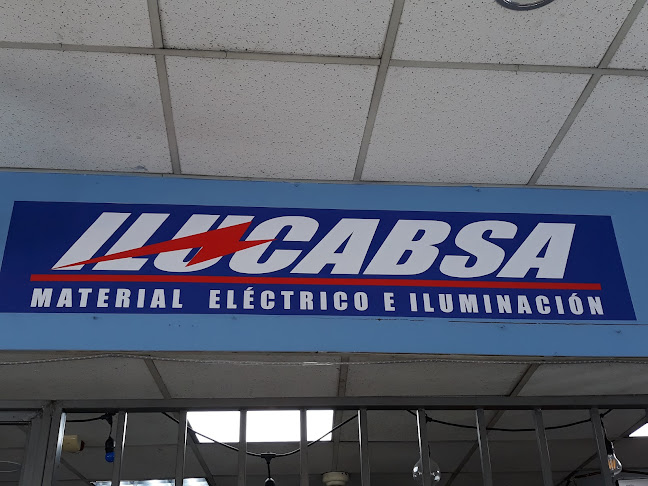 ILUCABSA
MATERIAL ELÉCTRICO E ILUMINACIÓN